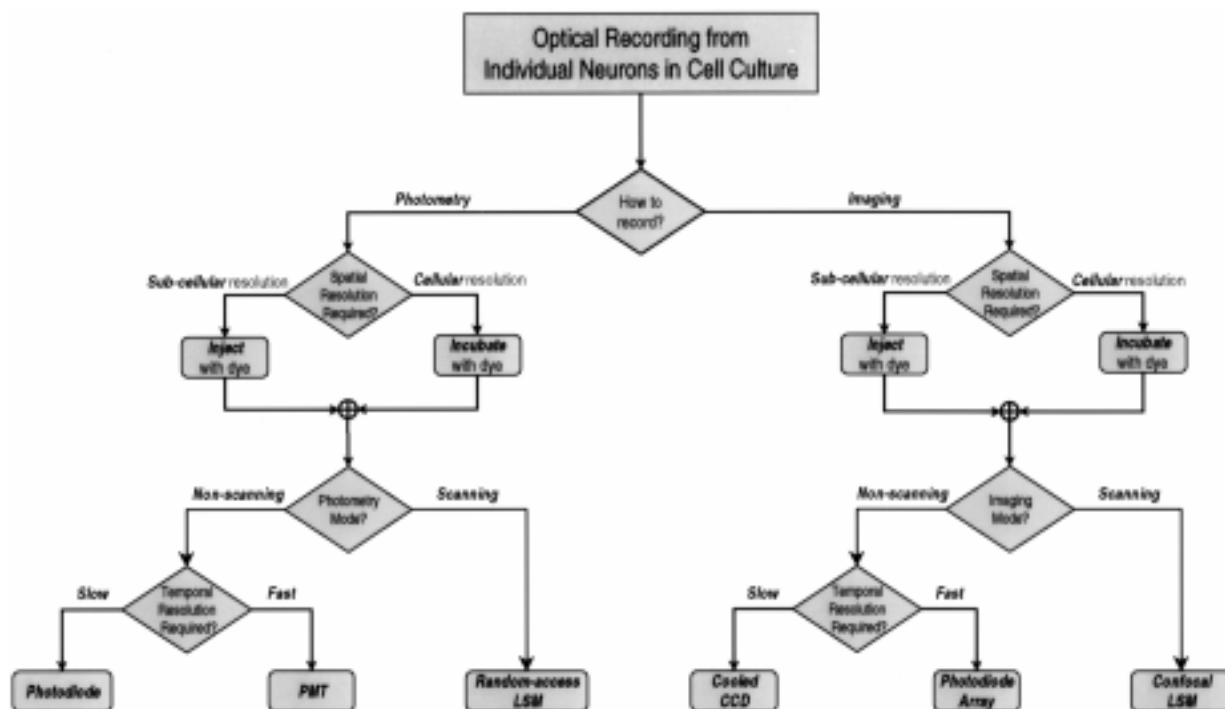 Optical Recording from
Individual Neurons in Cell Culture
How to
record?
Photometry
Imaging
Spatial
Resolution
Required?
Sub-cellular resolution
Cellular resolution
Inject
with dye
Incubate
with dye
Spatial
Resolution
Required?
Sub-cellular resolution
Cellular resolution
Inject
with dye
Incubate
with dye
Photometry
Mode?
Non-scanning
Scanning
Imaging
Mode?
Non-scanning
Scanning
Temporal
Resolution
Required?
Slow
Fast
Temporal
Resolution
Required?
Slow
Fast
Photodiode
PMT
Random-access
LSM
Cooled
CCD
Photodiode
Array
Confocal
LSM